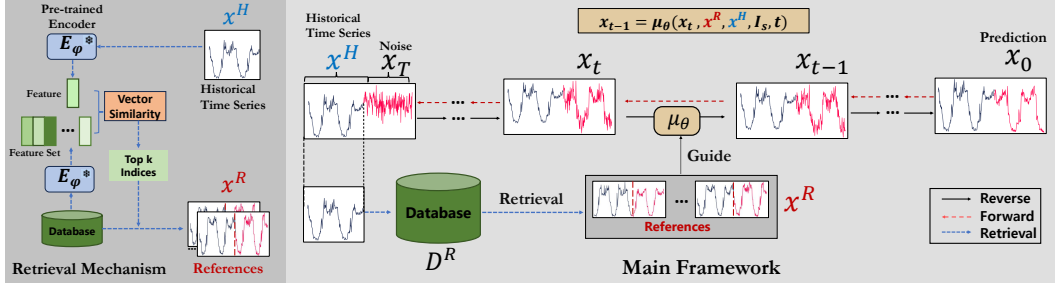 Pre-trained
Encoder
x^H
E_φ *
Historical
Time Series
Feature
Vector
Similarity
...
Feature Set
E_φ *
Top k
Indices
x^R
Database
...
References
Retrieval Mechanism
x_{t-1} = μ_θ(x_t, x^R, x^H, I_s, t)
Historical
Time Series
x^H
Noise
x_T
x_t
x_{t-1}
Prediction
x_0
...
...
μ_θ
Guide
Database
D^R
Retrieval
...
References
x^R
Reverse
Forward
Retrieval
Main Framework